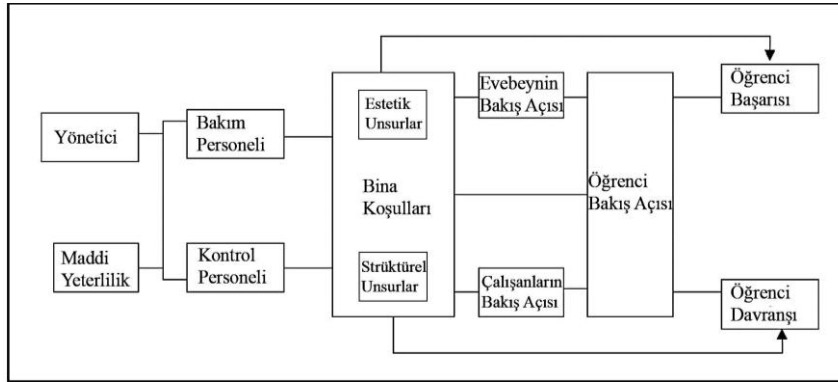 Yönetici
Maddi
Yeterlilik
Bakım
Personeli
Kontrol
Personeli
Estetik
Unsurlar
Bina
Koşulları
Strüktürel
Unsurlar
Evebeynin
Bakış Açısı
Çalışanların
Bakış Açısı
Öğrenci
Bakış Açısı
Öğrenci
Başarısı
Öğrenci
Davranşı